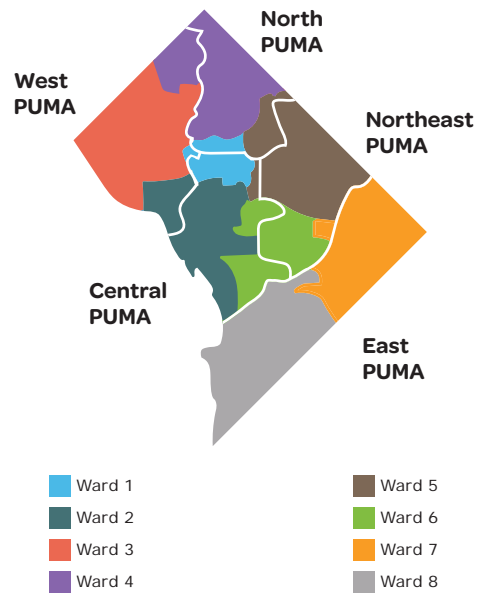 North
PUMA
West
PUMA
Northeast
PUMA
Central
PUMA
East
PUMA
Ward 1
Ward 2
Ward 3
Ward 4
Ward 5
Ward 6
Ward 7
Ward 8